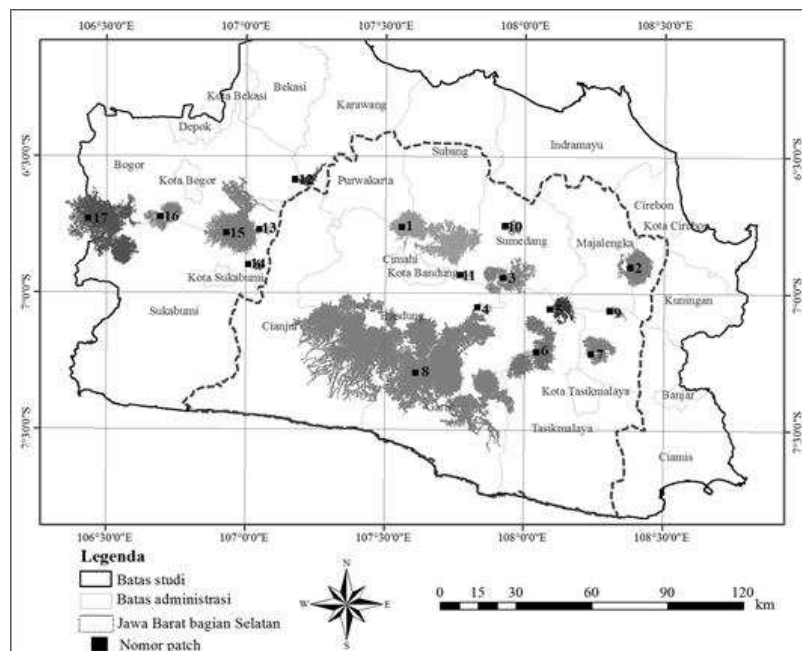 106°30'0"E 107°0'0"E 107°30'0"E 108°0'0"E 108°30'0"E
Bekasi
Kota Bekasi
Karawang
Depok
Subang
Indramayu
6°30'0"S 6°30'0"S
Bogor
Kota Bogor
12
Purwakarta
Cirebon
Kota Cirebon
17
16
15
13
1
10
Sumedang
Majalengka
Cimahi
14
Kota Sukabumi
Kota Bandung
11
3
2
7°0'0"S 7°0'0"S
Kuningan
Sukabumi
Cianjur
Bandung
4
9
6
7
8
Kota Tasikmalaya
Banjar
Garut
Tasikmalaya
7°30'0"S 7°30'0"S
Ciamis
106°30'0"E 107°0'0"E 107°30'0"E 108°0'0"E 108°30'0"E
Legenda
Batas studi
Batas administrasi
Jawa Barat bagian Selatan
Nomor patch
N
W E
S
0 15 30 60 90 120
km